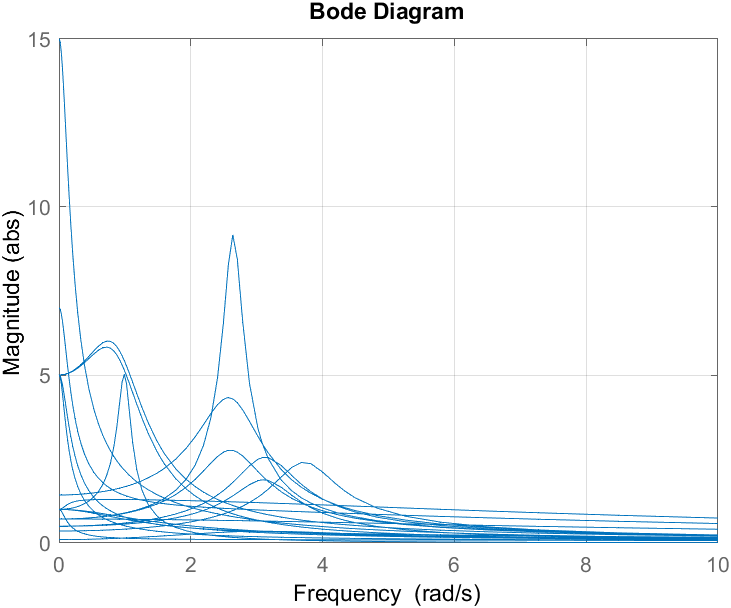 Bode Diagram
15
10
5
0
Magnitude (abs)
0 2 4 6 8 10
Frequency (rad/s)